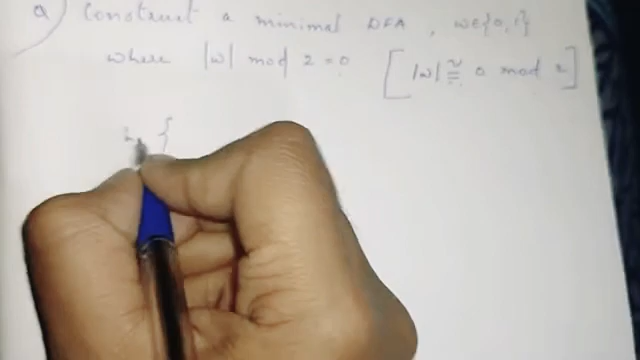 a) Construct a minimal DFA, w∈{0,1}
where |w| mod 2 = 0 [|w| ≅ 0 mod 2]
L {